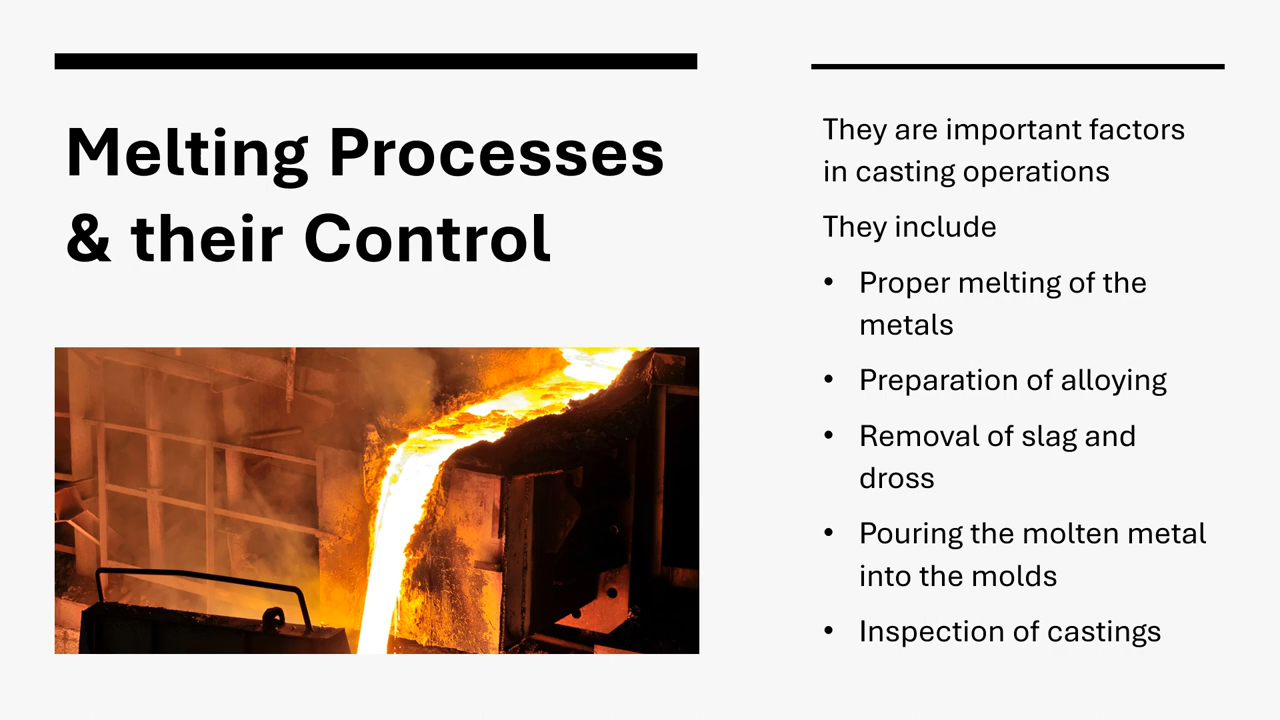 Melting Processes
& their Control
They are important factors
in casting operations
They include
• Proper melting of the
metals
• Preparation of alloying
• Removal of slag and
dross
• Pouring the molten metal
into the molds
• Inspection of castings